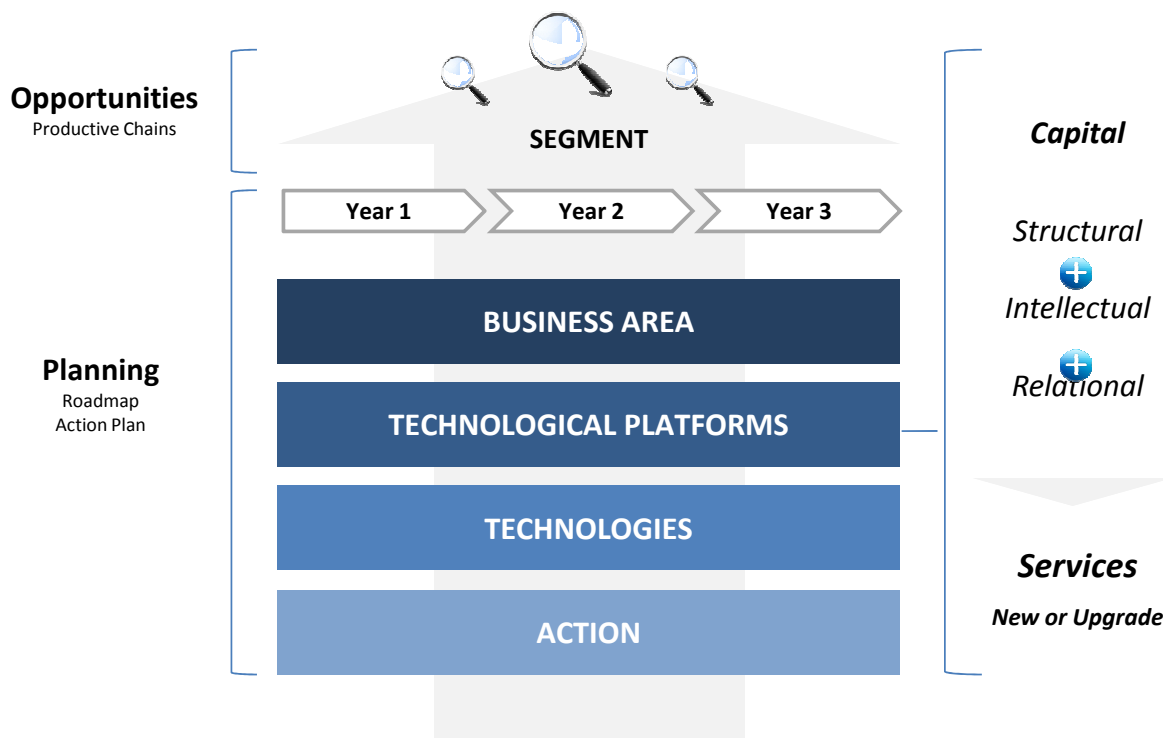 Opportunities
Productive Chains
SEGMENT
Year 1
Year 2
Year 3
Planning
Roadmap
Action Plan
BUSINESS AREA
TECHNOLOGICAL PLATFORMS
TECHNOLOGIES
ACTION
Capital
Structural
Intellectual
Relational
Services
New or Upgrade